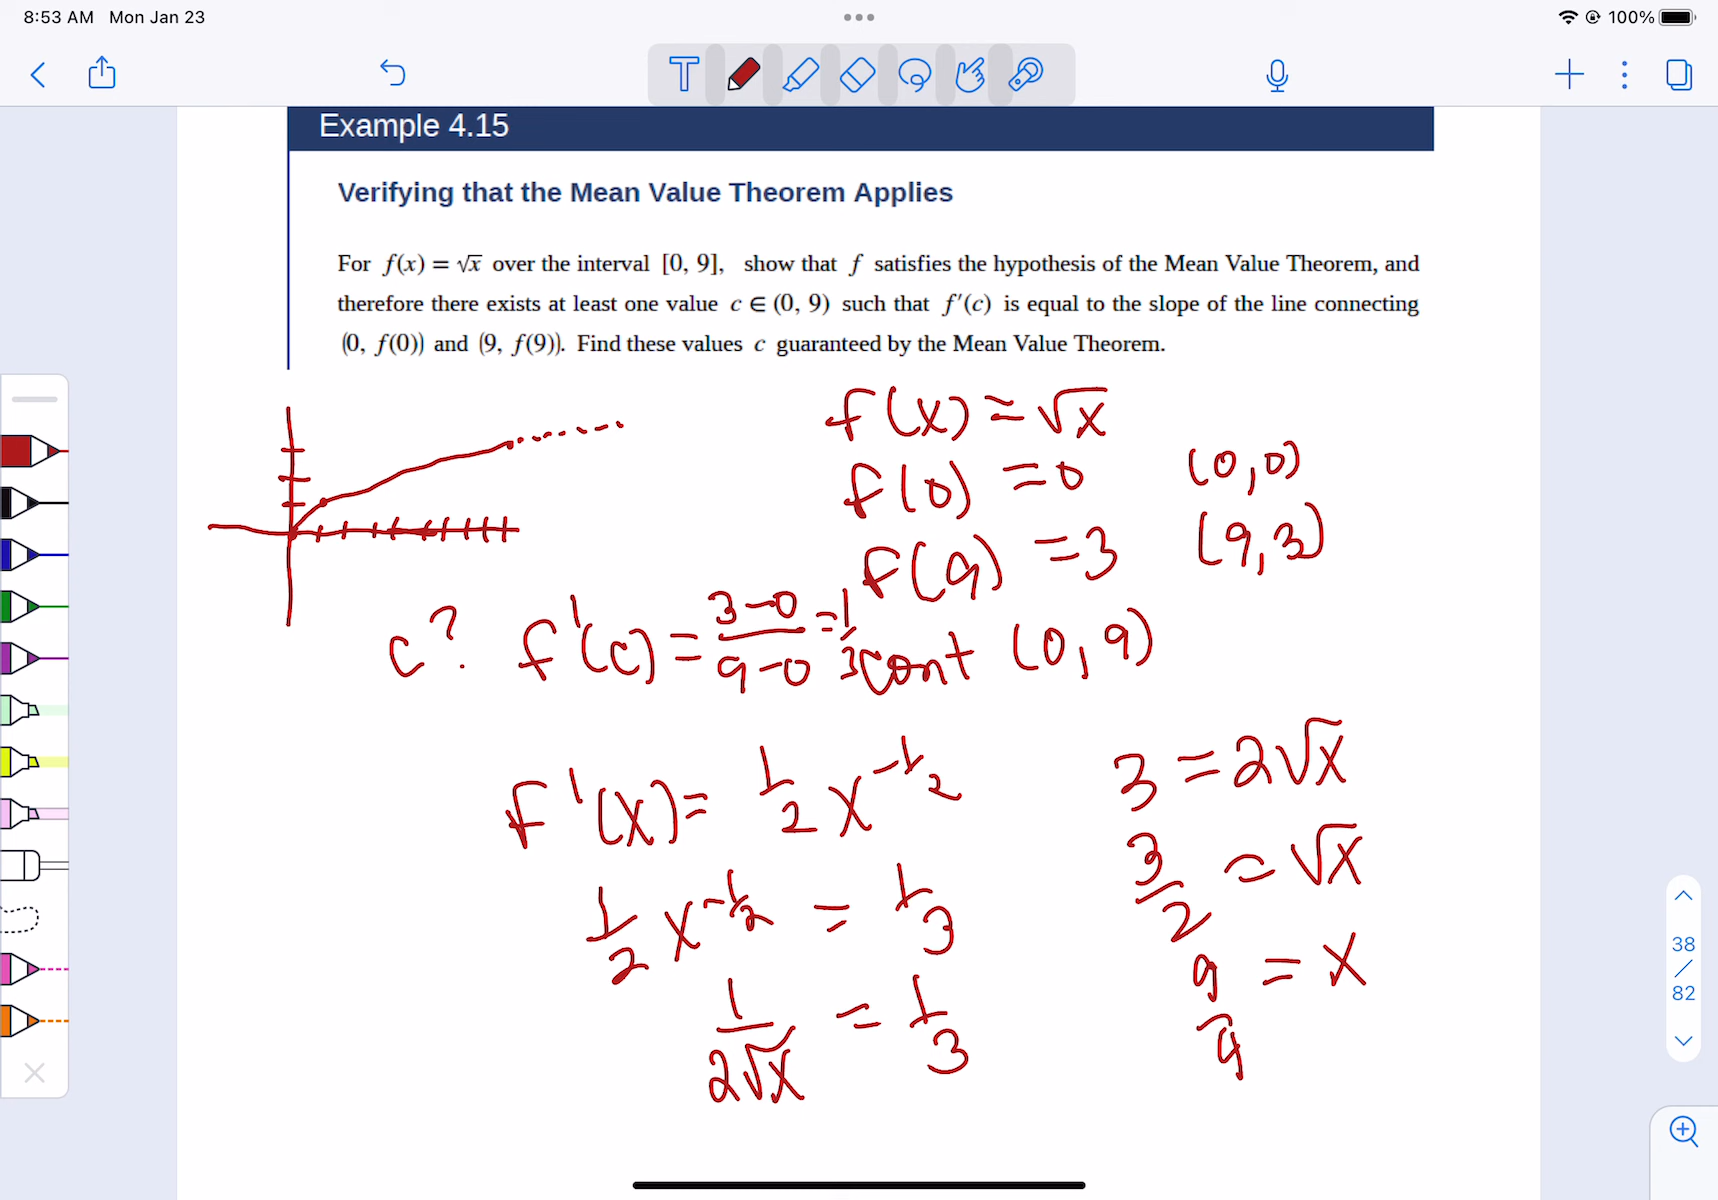 8:53 AM Mon Jan 23
100%
Example 4.15
Verifying that the Mean Value Theorem Applies
For f(x) = √x over the interval [0, 9], show that f satisfies the hypothesis of the Mean Value Theorem, and
therefore there exists at least one value c ∈ (0, 9) such that f′(c) is equal to the slope of the line connecting
(0, f(0)) and (9, f(9)). Find these values c guaranteed by the Mean Value Theorem.
f(x) = √x
f(0) = 0 (0,0)
f(9) = 3 (9,3)
c? f'(c) = 3-0/9-0 = 1/3
cont (0,9)
f'(x) = 1/2 x^-1/2
1/2 x^-1/2 = 1/3
1/2√x = 1/3
3 = 2√x
3/2 = √x
9/4 = x
38
/
82